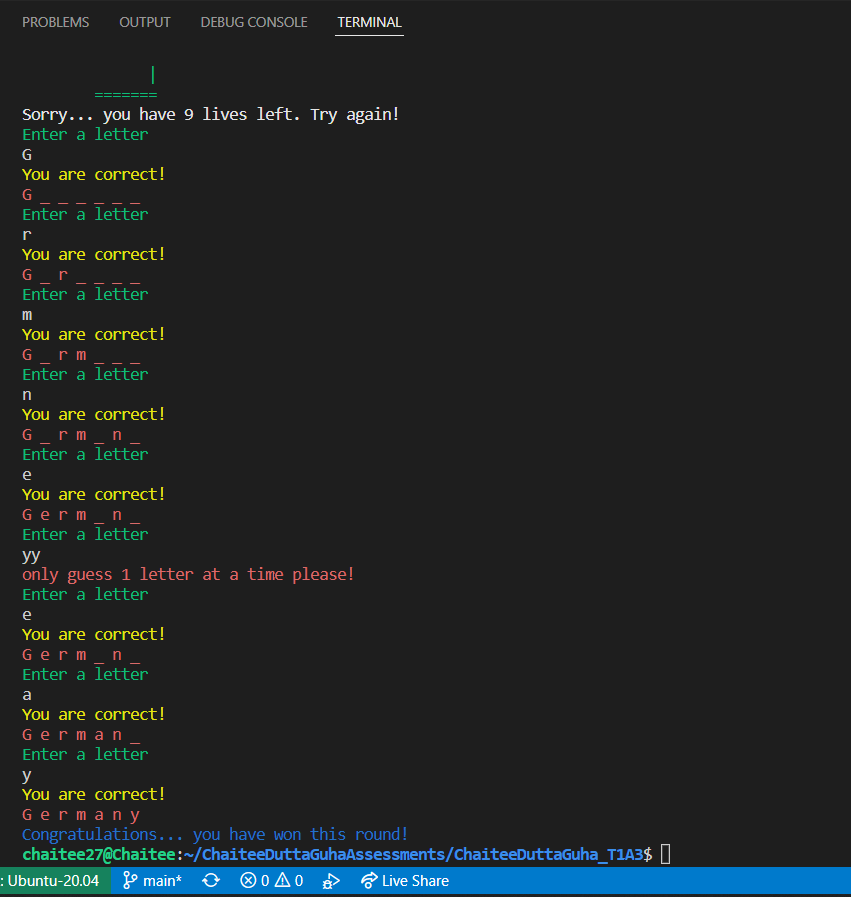 PROBLEMS OUTPUT DEBUG CONSOLE TERMINAL
|
=======
Sorry... you have 9 lives left. Try again!
Enter a letter
G
You are correct!
G _ _ _ _ _ _
Enter a letter
r
You are correct!
G _ r _ _ _ _
Enter a letter
m
You are correct!
G _ r m _ _ _
Enter a letter
n
You are correct!
G _ r m _ n _
Enter a letter
e
You are correct!
G e r m _ n _
Enter a letter
yy
only guess 1 letter at a time please!
Enter a letter
e
You are correct!
G e r m _ n _
Enter a letter
a
You are correct!
G e r m a n _
Enter a letter
y
You are correct!
G e r m a n y
Congratulations... you have won this round!
chaitee27@Chaitee:~/ChaiteeDuttaGuhaAssessments/ChaiteeDuttaGuha_T1A3$
: Ubuntu-20.04 main* 0 0 Live Share